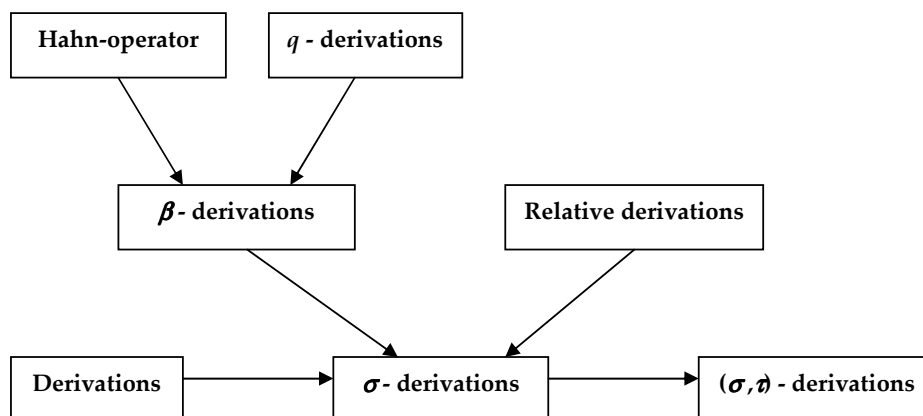 Hahn-operator
q - derivations
β - derivations
Relative derivations
Derivations
σ - derivations
(σ,τ) - derivations